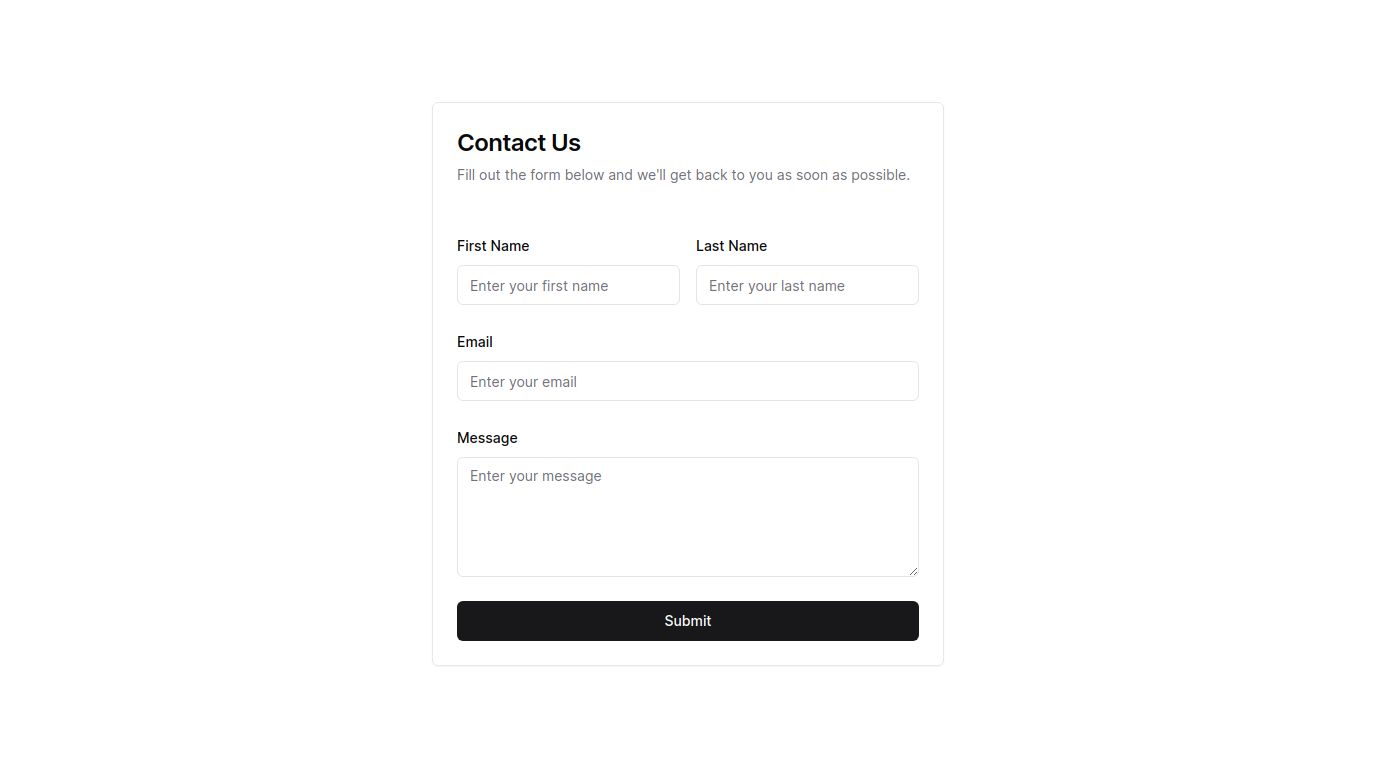 Contact Us
Fill out the form below and we'll get back to you as soon as possible.
First Name
Last Name
Enter your first name
Enter your last name
Email
Enter your email
Message
Enter your message
Submit